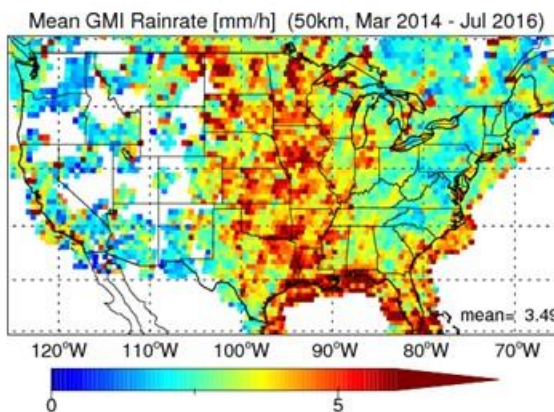 Mean GMI Rainrate [mm/h] (50km, Mar 2014 - Jul 2016)
mean= 3.49
120°W 110°W 100°W 90°W 80°W 70°W
0 5